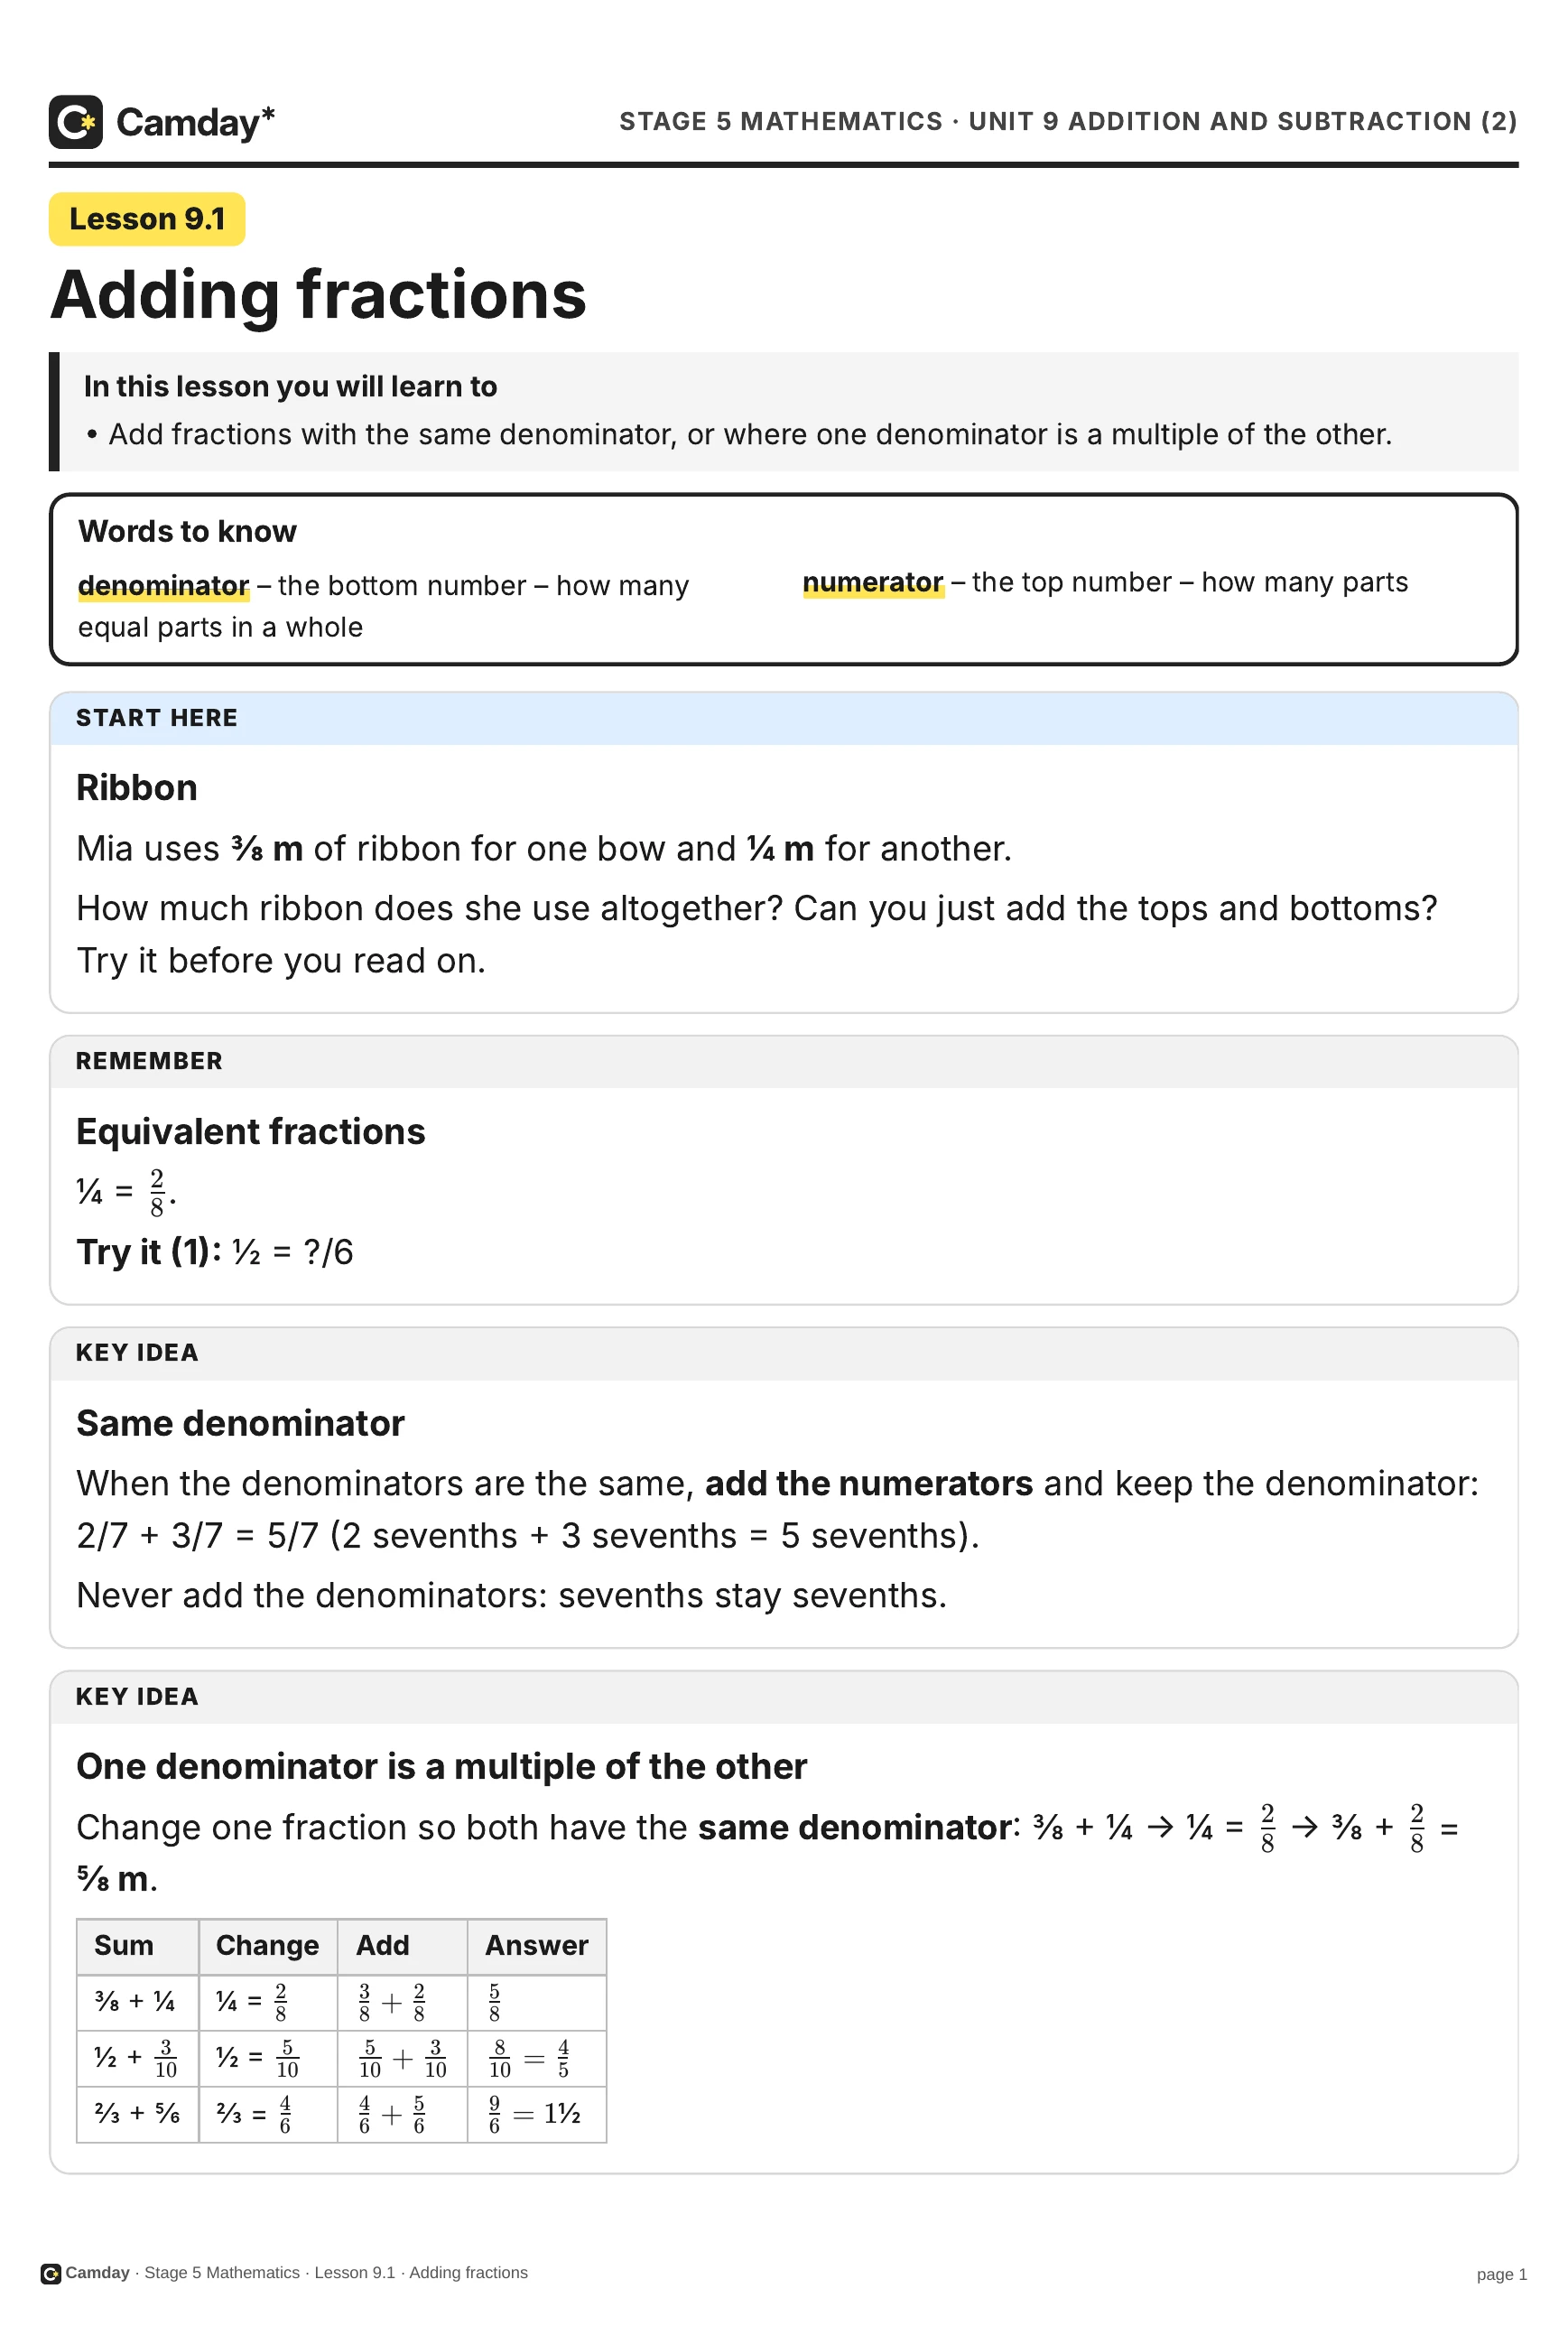 Camday*
STAGE 5 MATHEMATICS · UNIT 9 ADDITION AND SUBTRACTION (2)
Lesson 9.1
Adding fractions
In this lesson you will learn to
• Add fractions with the same denominator, or where one denominator is a multiple of the other.
Words to know
denominator – the bottom number – how many
equal parts in a whole
numerator – the top number – how many parts
START HERE
Ribbon
Mia uses ⅜ m of ribbon for one bow and ¼ m for another.
How much ribbon does she use altogether? Can you just add the tops and bottoms?
Try it before you read on.
REMEMBER
Equivalent fractions
¼ = 2/8.
Try it (1): ½ = ?/6
KEY IDEA
Same denominator
When the denominators are the same, add the numerators and keep the denominator:
2/7 + 3/7 = 5/7 (2 sevenths + 3 sevenths = 5 sevenths).
Never add the denominators: sevenths stay sevenths.
KEY IDEA
One denominator is a multiple of the other
Change one fraction so both have the same denominator: ⅜ + ¼ → ¼ = 2/8 → ⅜ + 2/8 =
⅝ m.
Sum Change Add Answer
⅜ + ¼ ¼ = 2/8 3/8 + 2/8 5/8
½ + 3/10 ½ = 5/10 5/10 + 3/10 8/10 = 4/5
⅔ + ⅚ ⅔ = 4/6 4/6 + 5/6 9/6 = 1½
Camday · Stage 5 Mathematics · Lesson 9.1 · Adding fractions
page 1